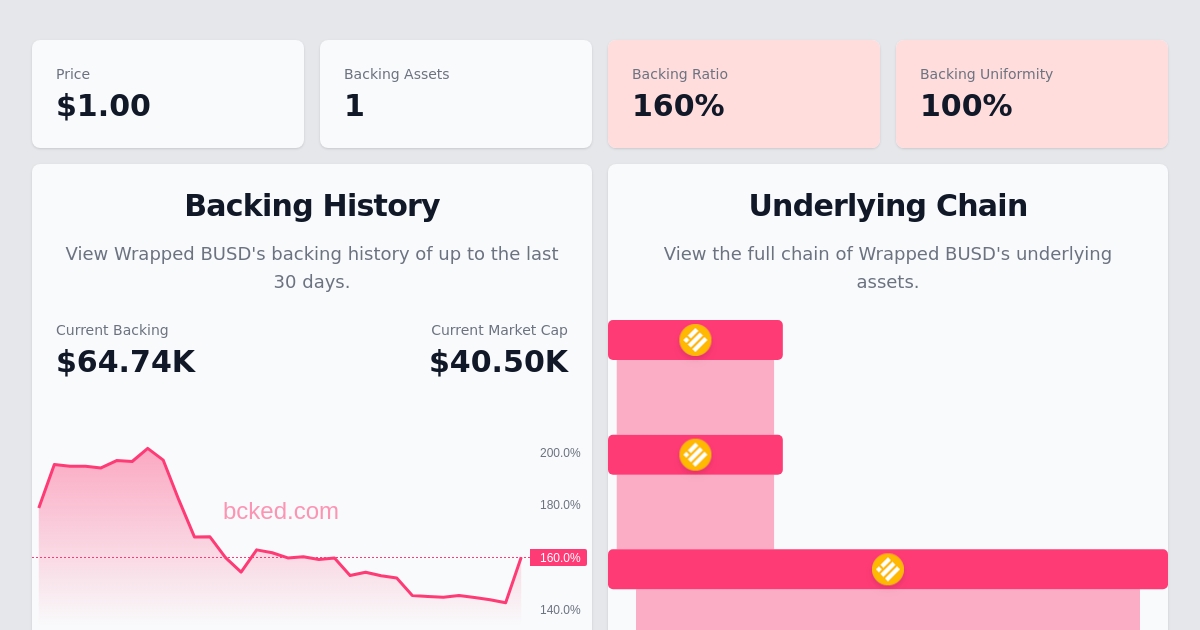 Price
$1.00
Backing Assets
1
Backing Ratio
160%
Backing Uniformity
100%
Backing History
View Wrapped BUSD's backing history of up to the last
30 days.
Current Backing
$64.74K
Current Market Cap
$40.50K
200.0%
180.0%
bcked.com
160.0%
140.0%
Underlying Chain
View the full chain of Wrapped BUSD's underlying
assets.